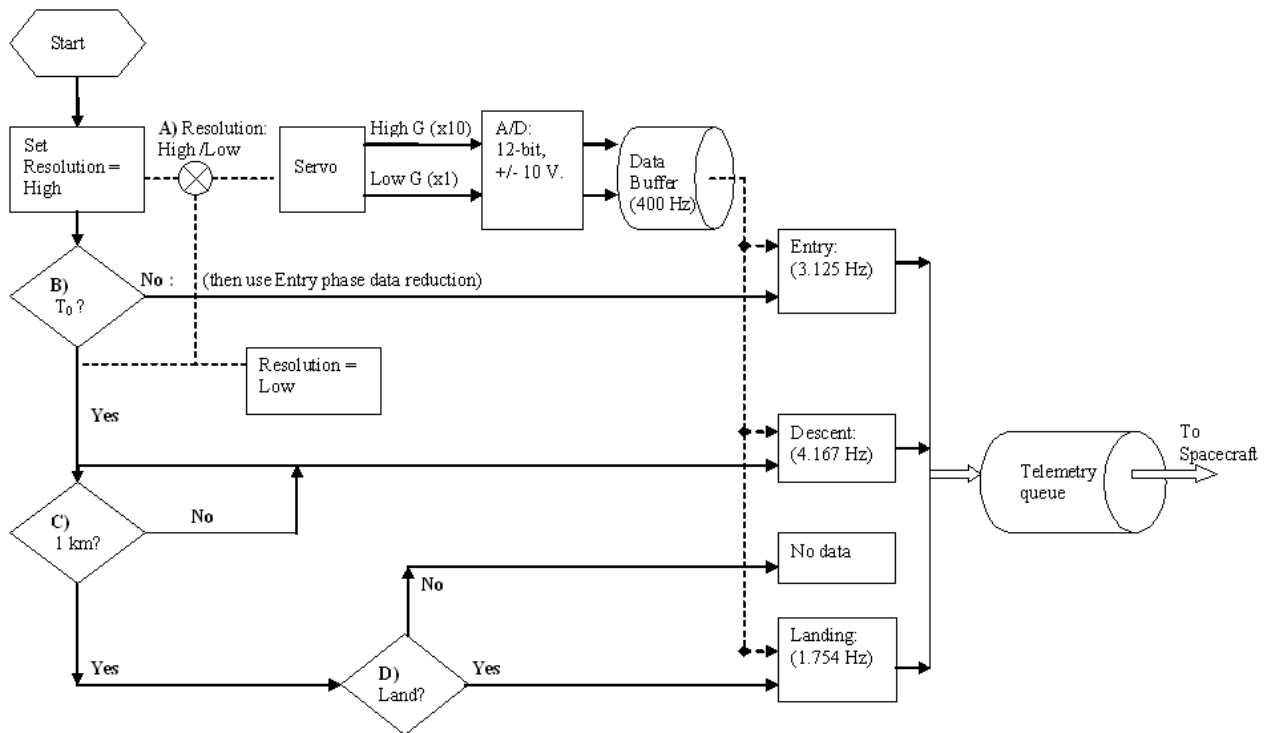 Start
Set
Resolution =
High
A) Resolution:
High /Low
Servo
High G (x10)
Low G (x1)
A/D:
12-bit,
+/- 10 V.
Data
Buffer
(400 Hz)
Entry:
(3.125 Hz)
B)
T₀ ?
No : (then use Entry phase data reduction)
Resolution =
Low
Yes
Descent:
(4.167 Hz)
Telemetry
queue
To
Spacecraft
C)
1 km?
No
No data
No
Yes
D)
Land?
Yes
Landing:
(1.754 Hz)